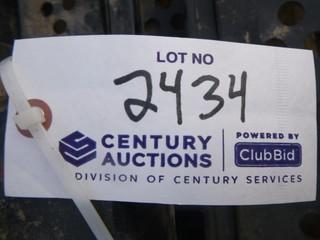 LOT NO
2434
CENTURY AUCTIONS
POWERED BY
ClubBid
DIVISION OF CENTURY SERVICES